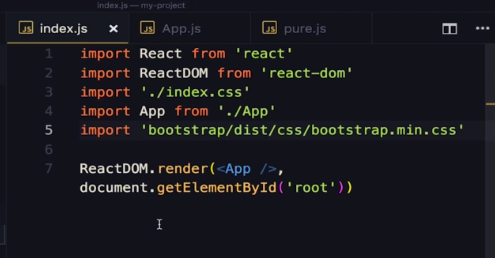 index.js — my-project
JS index.js × JS App.js JS pure.js ...
1 import React from 'react'
2 import ReactDOM from 'react-dom'
3 import './index.css'
4 import App from './App'
5 import 'bootstrap/dist/css/bootstrap.min.css'
6
7 ReactDOM.render(<App />,
document.getElementById('root'))